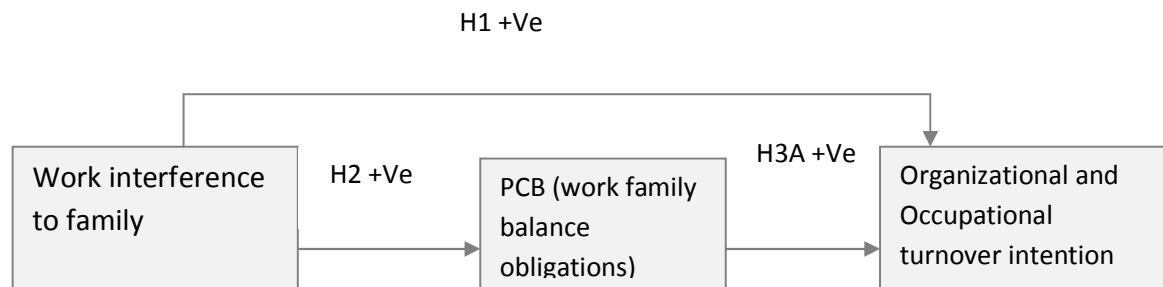 H1 +Ve
Work interference
to family
H2 +Ve
PCB (work family
balance
obligations)
H3A +Ve
Organizational and
Occupational
turnover intention